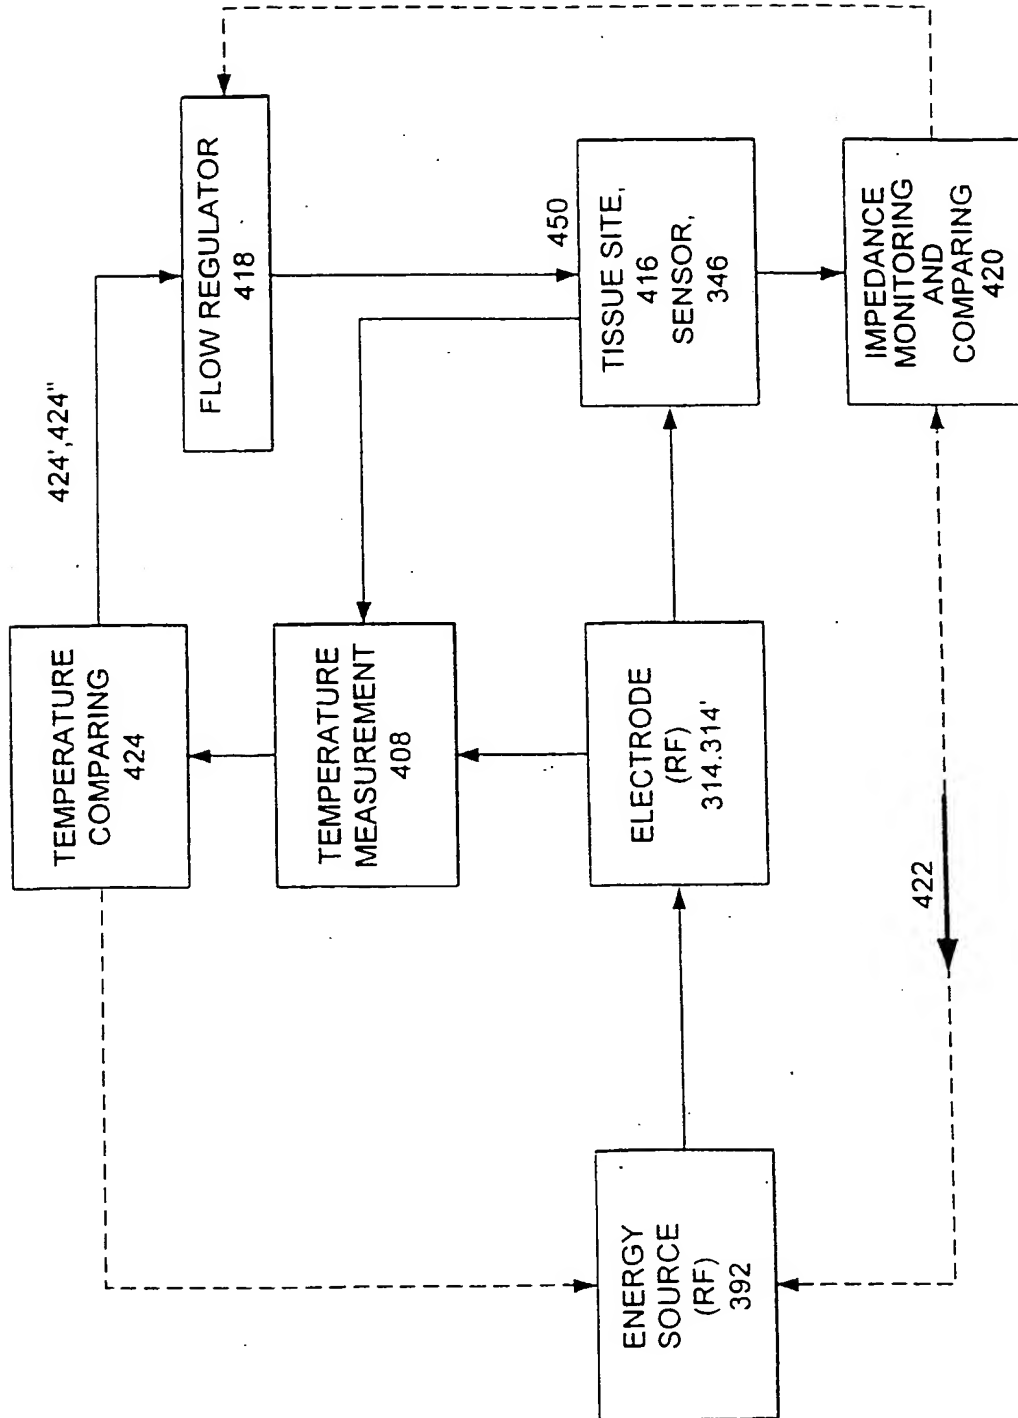 TEMPERATURE
COMPARING
424
424',424"
FLOW REGULATOR
418
TEMPERATURE
MEASUREMENT
408
450
TISSUE SITE,
416
SENSOR,
346
ENERGY
SOURCE
(RF)
392
ELECTRODE
(RF)
314.314'
422
IMPEDANCE
MONITORING
AND
COMPARING
420